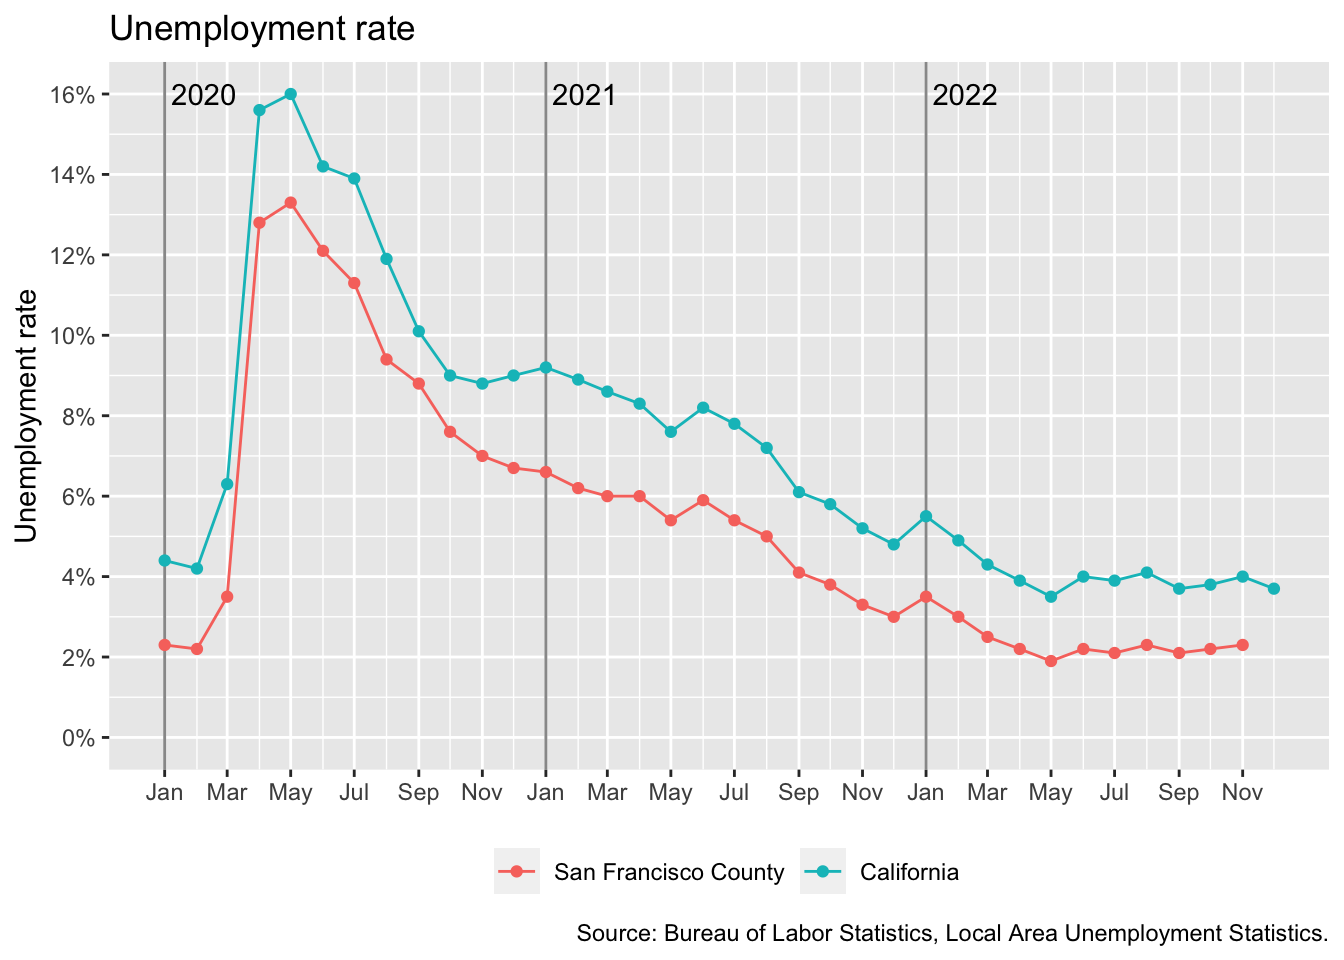 Unemployment rate
2020 2021 2022
16%
14%
12%
10%
8%
6%
4%
2%
0%
Unemployment rate
Jan Mar May Jul Sep Nov Jan Mar May Jul Sep Nov Jan Mar May Jul Sep Nov
San Francisco County California
Source: Bureau of Labor Statistics, Local Area Unemployment Statistics.